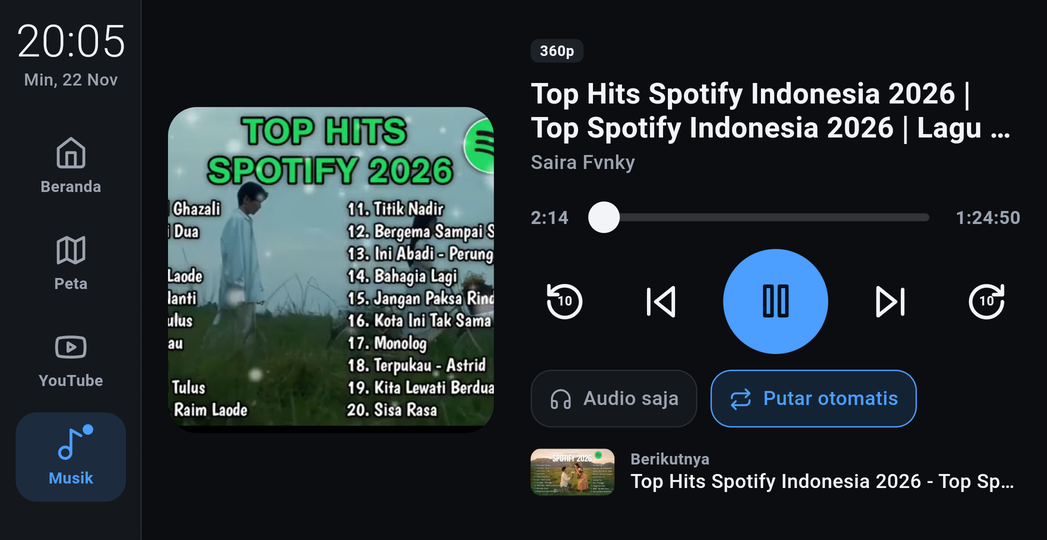 20:05
Min, 22 Nov
Beranda
Peta
YouTube
Musik
TOP HITS
SPOTIFY 2026
Ghazali
Dua
Laode
ulus
au
Tulus
Raim Laode
11. Titik Nadir
12. Bergema Sampai S
13. Ini Abadi - Perung
14. Bahagia Lagi
15. Jangan Paksa Rind
16. Kota Ini Tak Sama
17. Monolog
18. Terpukau - Astrid
19. Kita Lewati Berdua
20. Sisa Rasa
360p
Top Hits Spotify Indonesia 2026 |
Top Spotify Indonesia 2026 | Lagu ...
Saira Fvnky
2:14
1:24:50
10
10
Audio saja
Putar otomatis
SPOTIFY 2026
Berikutnya
Top Hits Spotify Indonesia 2026 - Top Sp...